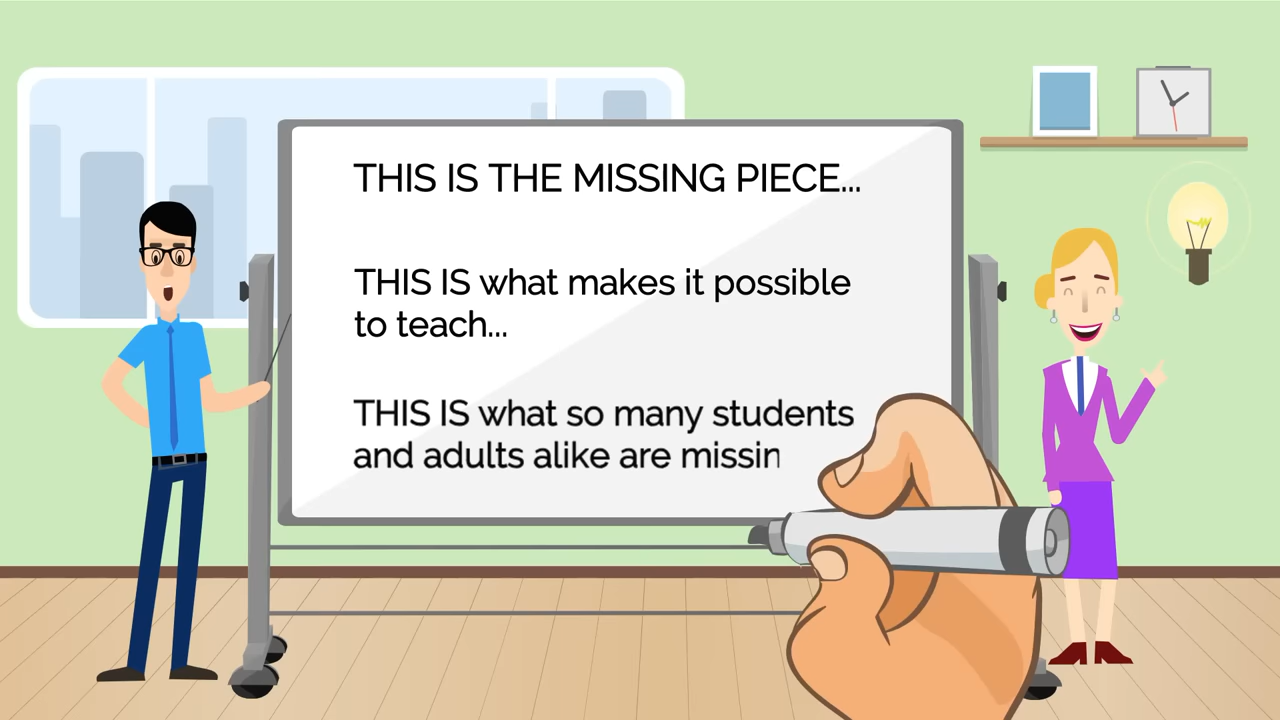 THIS IS THE MISSING PIECE...
THIS IS what makes it possible
to teach...
THIS IS what so many students
and adults alike are missin